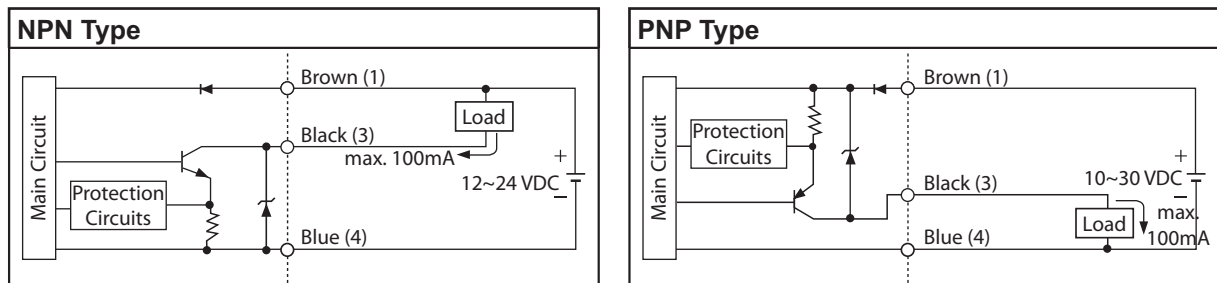 NPN Type
Main Circuit
Protection
Circuits
Brown (1)
Load
Black (3)
max. 100mA
+
12~24 VDC
−
Blue (4)
PNP Type
Main Circuit
Protection
Circuits
Brown (1)
+
10~30 VDC
−
Black (3)
Load
max.
100mA
Blue (4)